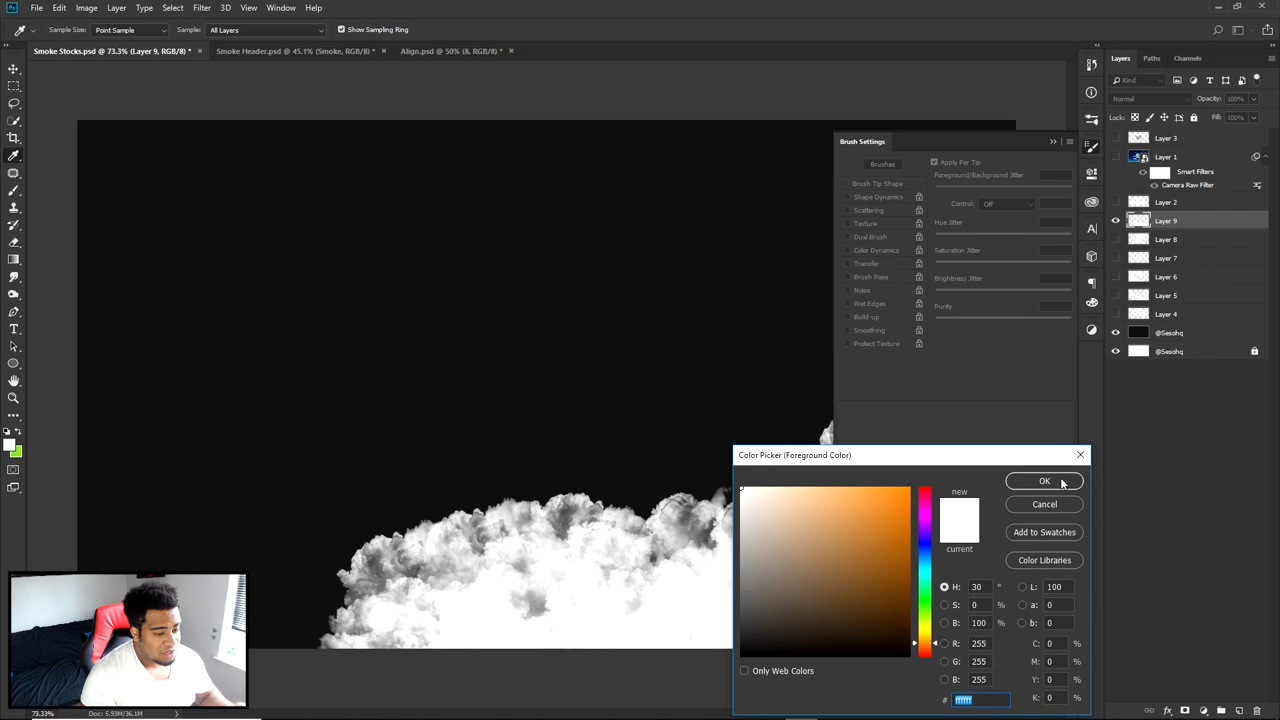 Ps File Edit Image Layer Type Select Filter 3D View Window Help
Sample Size: Point Sample Sample: All Layers Show Sampling Ring
Smoke Stocks.psd @ 73.3% (Layer 9, RGB/8) * × Smoke Header.psd @ 45.1% (Smoke, RGB/8) * × Align.psd @ 50% (8, RGB/8) * ×
Layers Paths Channels
Kind
Normal Opacity: 100%
Lock: Fill: 100%
Layer 3
Layer 1
Smart Filters
Camera Raw Filter
Layer 2
Layer 9
Layer 8
Layer 7
Layer 6
Layer 5
Layer 4
@Sesohq
@Sesohq
Brush Settings
Brushes
Brush Tip Shape
Shape Dynamics
Scattering
Texture
Dual Brush
Color Dynamics
Transfer
Brush Pose
Noise
Wet Edges
Build-up
Smoothing
Protect Texture
Apply Per Tip
Foreground/Background Jitter
Control: Off
Hue Jitter
Saturation Jitter
Brightness Jitter
Purity
Color Picker (Foreground Color)
new
current
OK
Cancel
Add to Swatches
Color Libraries
H: 30 ° L: 100
S: 0 % a: 0
B: 100 % b: 0
R: 255 C: 0 %
G: 255 M: 0 %
B: 255 Y: 0 %
# ffffff K: 0 %
Only Web Colors
73.33% Doc: 5.93M/36.1M